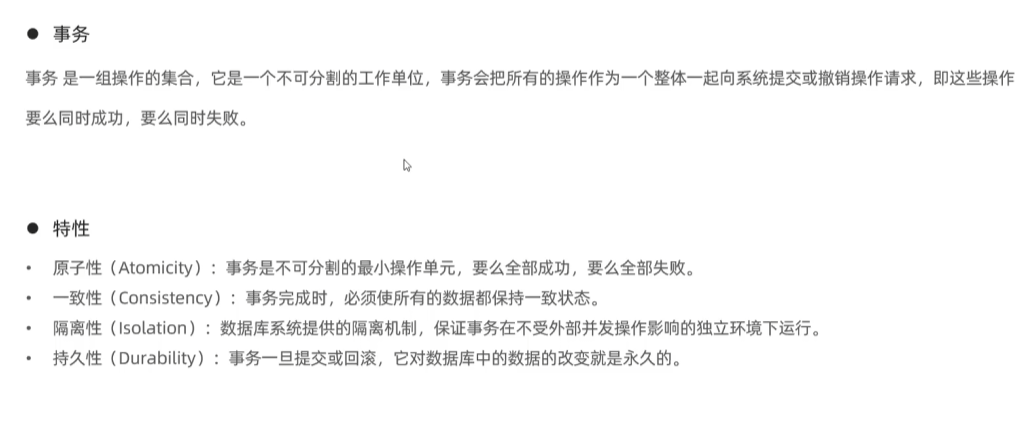 ● 事务
事务 是一组操作的集合，它是一个不可分割的工作单位，事务会把所有的操作作为一个整体一起向系统提交或撤销操作请求，即这些操作
要么同时成功，要么同时失败。
● 特性
• 原子性（Atomicity）：事务是不可分割的最小操作单元，要么全部成功，要么全部失败。
• 一致性（Consistency）：事务完成时，必须使所有的数据都保持一致状态。
• 隔离性（Isolation）：数据库系统提供的隔离机制，保证事务在不受外部并发操作影响的独立环境下运行。
• 持久性（Durability）：事务一旦提交或回滚，它对数据库中的数据的改变就是永久的。